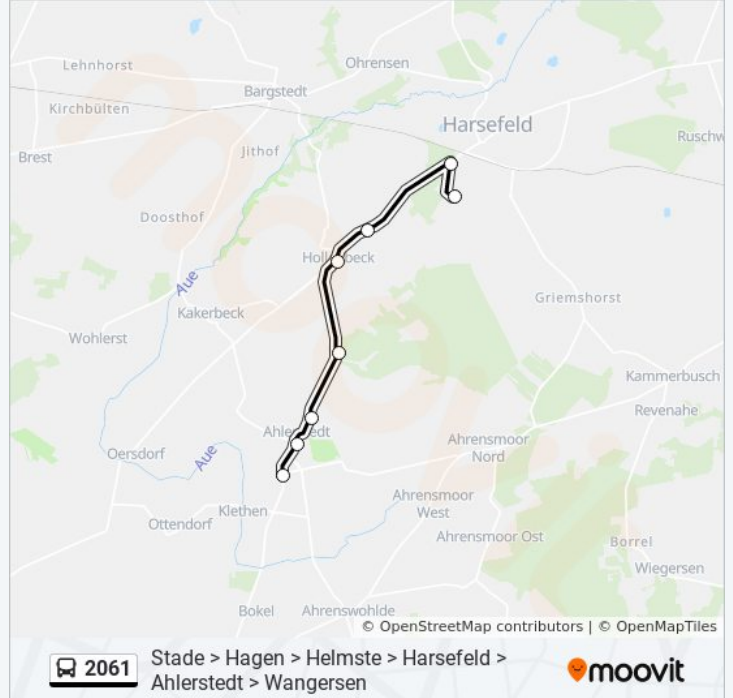 Lehnhorst
Ohrensen
Bargstedt
Kirchbülten
Harsefeld
Ruschw
Brest
Jithof
Doosthof
Hollenbeck
Aue
Griemshorst
Kakerbeck
Wohlerst
Kammerbusch
Revenahe
Ahlerstedt
Ahrensmoor
Nord
Oersdorf
Aue
Ahrensmoor
West
Klethen
Ottendorf
Ahrensmoor Ost
Borrel
Wiegersen
Bokel
Ahrenswohlde
© OpenStreetMap contributors | © OpenMapTiles
2061
Stade > Hagen > Helmste > Harsefeld >
Ahlerstedt > Wangersen
moovit